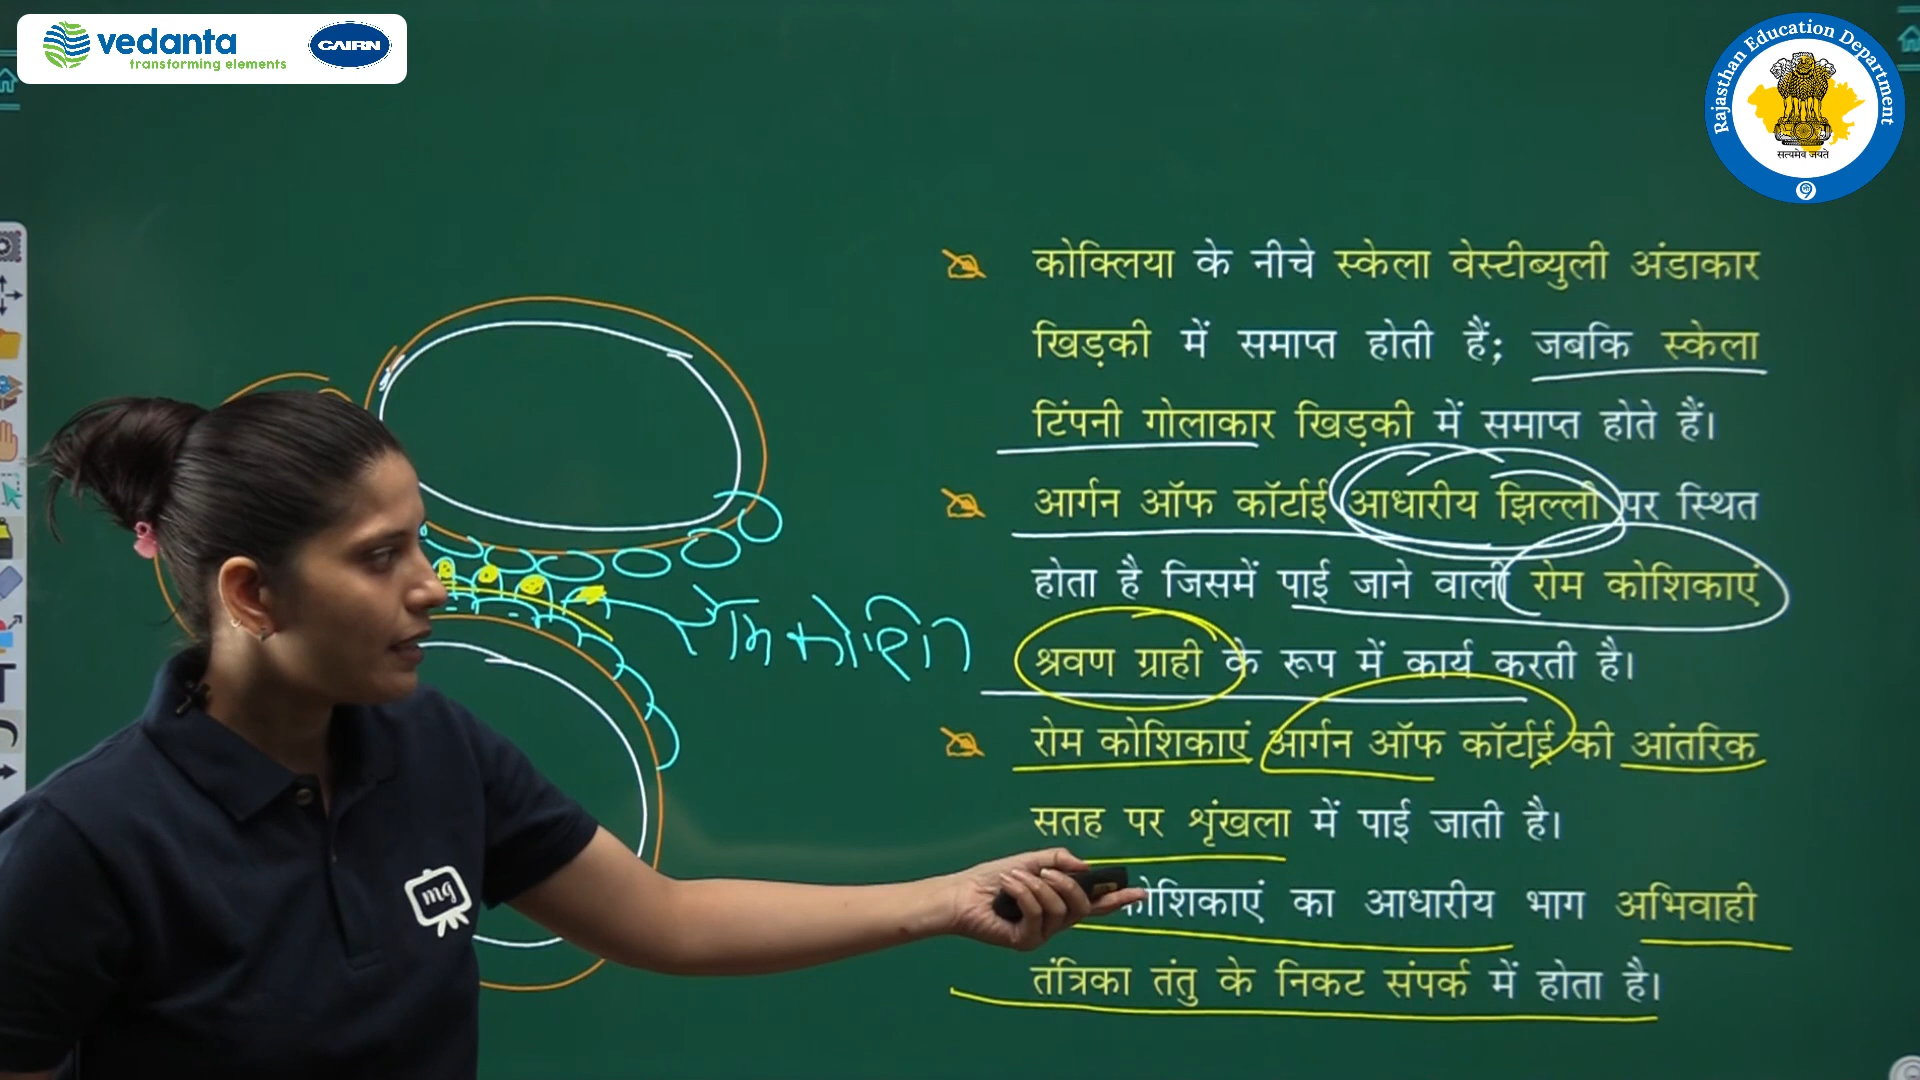 vedanta
transforming elements
CAIRN
Rajasthan Education Department
सत्यमेव जयते
कोक्लिया के नीचे स्केला वेस्टीब्युली अंडाकार
खिड़की में समाप्त होती हैं; जबकि स्केला
टिंपनी गोलाकार खिड़की में समाप्त होते हैं।
आर्गन ऑफ कॉर्टाई आधारीय झिल्ली पर स्थित
होता है जिसमें पाई जाने वाली रोम कोशिकाएं
श्रवण ग्राही के रूप में कार्य करती है।
रोम कोशिकाएं आर्गन ऑफ कॉर्टाई की आंतरिक
सतह पर शृंखला में पाई जाती है।
कोशिकाएं का आधारीय भाग अभिवाही
तंत्रिका तंतु के निकट संपर्क में होता है।
रोम
mg